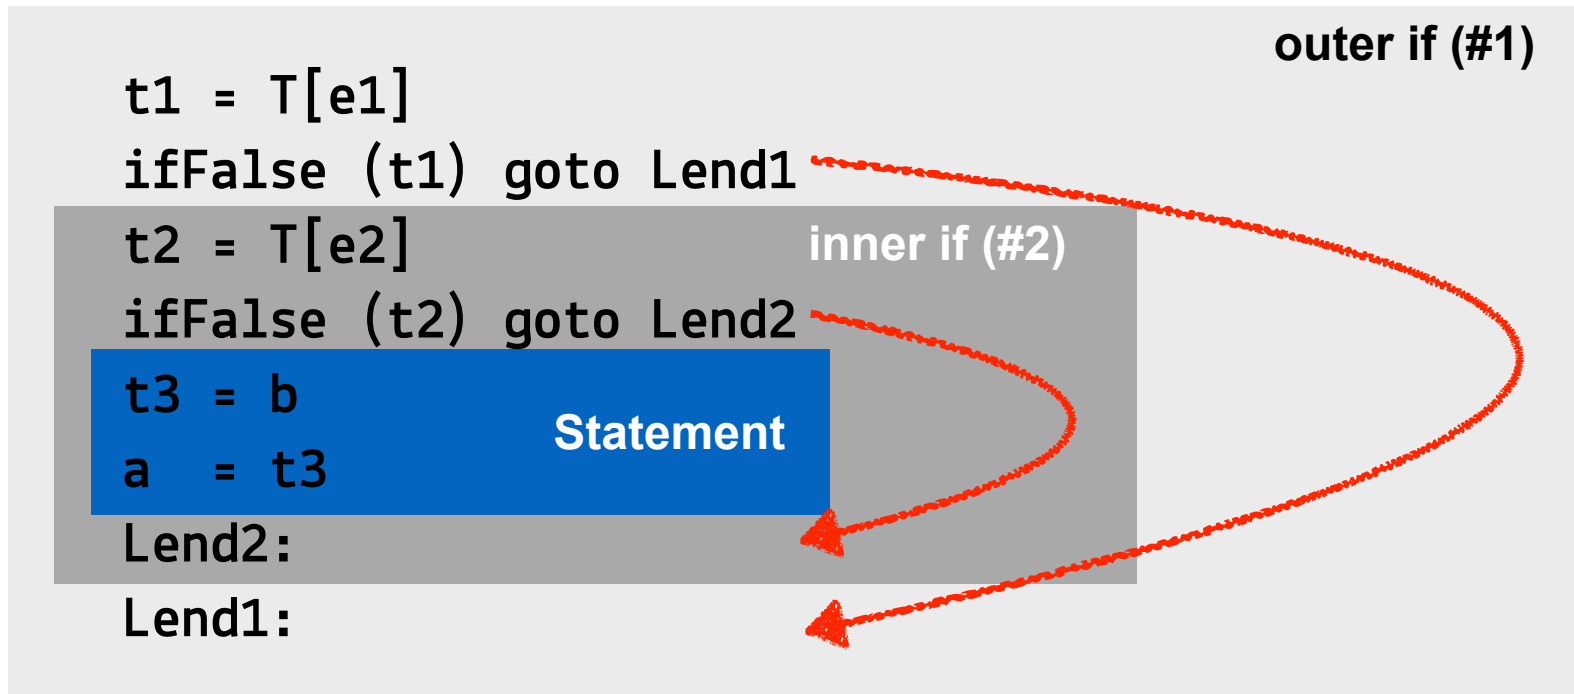 outer if (#1)
t1 = T[e1]
ifFalse (t1) goto Lend1
t2 = T[e2]
inner if (#2)
ifFalse (t2) goto Lend2
t3 = b
Statement
a  = t3
Lend2:
Lend1: